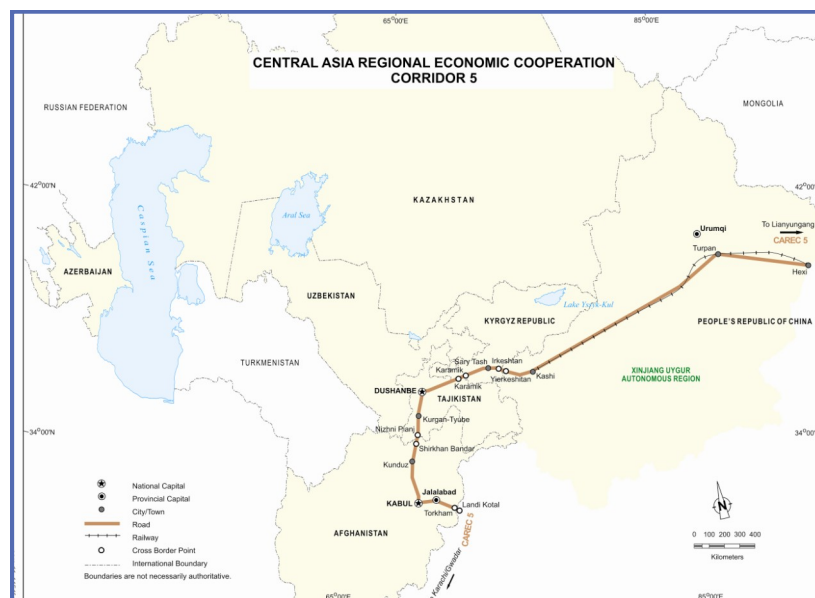 65°00'E
85°00'E
CENTRAL ASIA REGIONAL ECONOMIC COOPERATION
CORRIDOR 5
RUSSIAN FEDERATION
MONGOLIA
42°00'N
42°00'N
KAZAKHSTAN
Caspian Sea
Aral Sea
Urumqi
To Lianyungang
CAREC 5
Turpan
Hexi
AZERBAIJAN
UZBEKISTAN
KYRGYZ REPUBLIC
PEOPLE'S REPUBLIC OF CHINA
TURKMENISTAN
Sary Tash
Irkeshtan
Karamik
Yierkeshitan
Kashi
XINJIANG UYGUR
AUTONOMOUS REGION
Karamik
DUSHANBE
TAJIKISTAN
Kurgan-Tyube
34°00'N
34°00'N
Nizhni Pianj
Shirkhan Bandar
Kunduz
Jalalabad
KABUL
Landi Kotal
Torkham
AFGHANISTAN
CAREC 5
Karachi/Gwadar
National Capital
Provincial Capital
City/Town
Road
Railway
Cross Border Point
International Boundary
Boundaries are not necessarily authoritative.
N
0 100 200 300 400
Kilometers
65°00'E
85°00'E